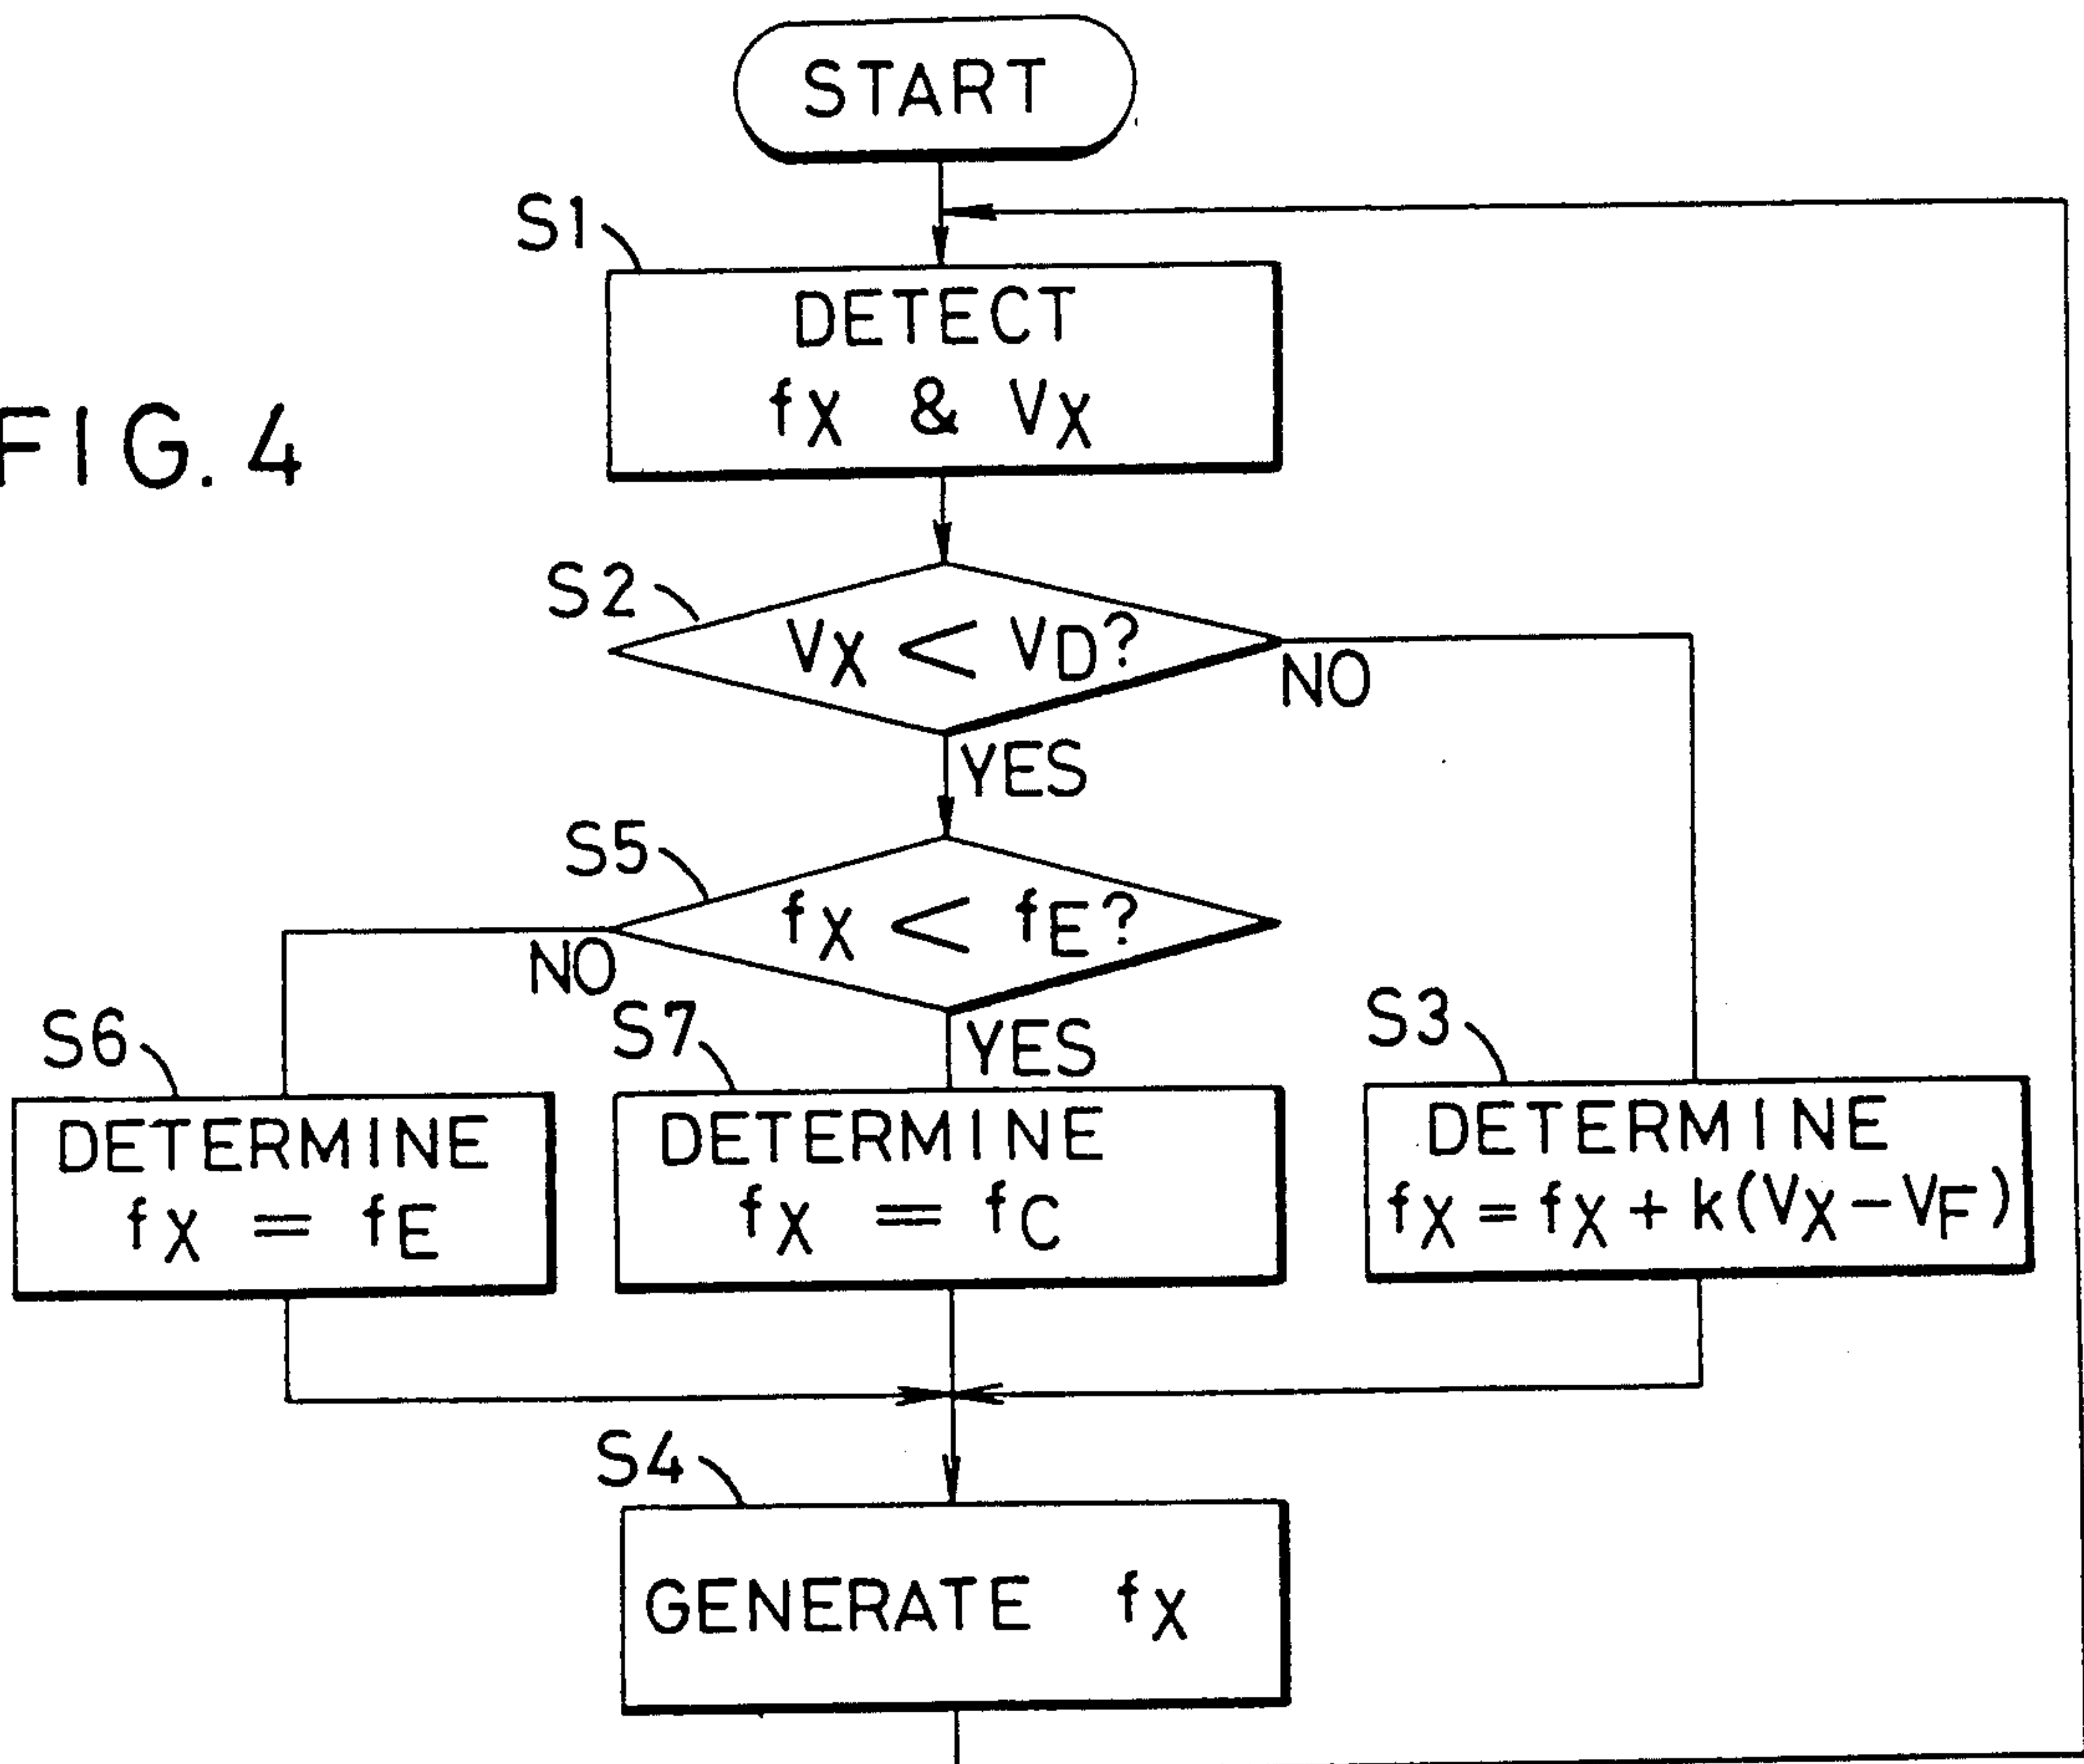 START
S1
DETECT
fX & VX
FIG. 4
S2
VX < VD?
NO
YES
S5
fX < fE?
NO
YES
S6
DETERMINE
fX = fE
S7
DETERMINE
fX = fC
S3
DETERMINE
fX = fX + k(VX − VF)
S4
GENERATE fX